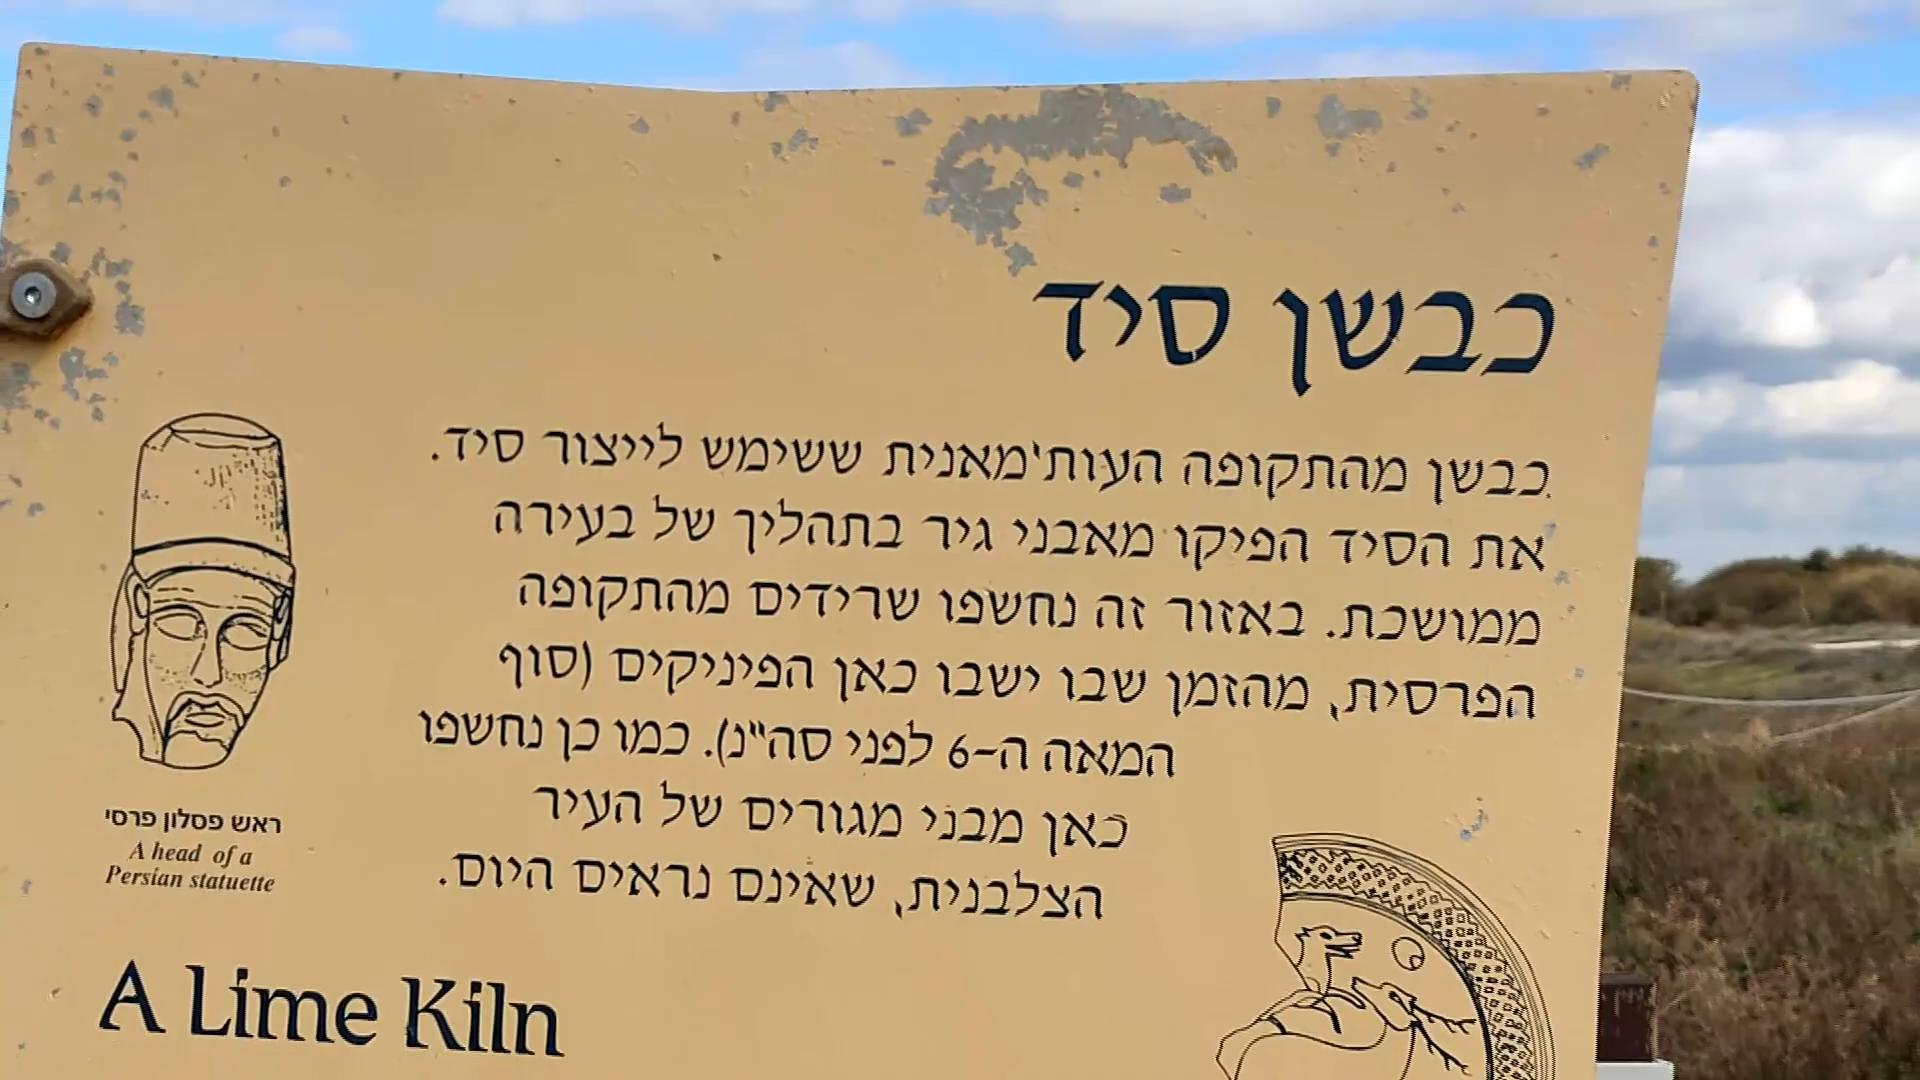 כבשן סיד
כבשן מהתקופה העות'מאנית ששימש לייצור סיד.
את הסיד הפיקו מאבני גיר בתהליך של בעירה
ממושכת. באזור זה נחשפו שרידים מהתקופה
הפרסית, מהזמן שבו ישבו כאן הפיניקים (סוף
המאה ה-6 לפני סה"נ). כמו כן נחשפו
כאן מבני מגורים של העיר
הצלבנית, שאינם נראים היום.
ראש פסלון פרסי
A head of a
Persian statuette
A Lime Kiln